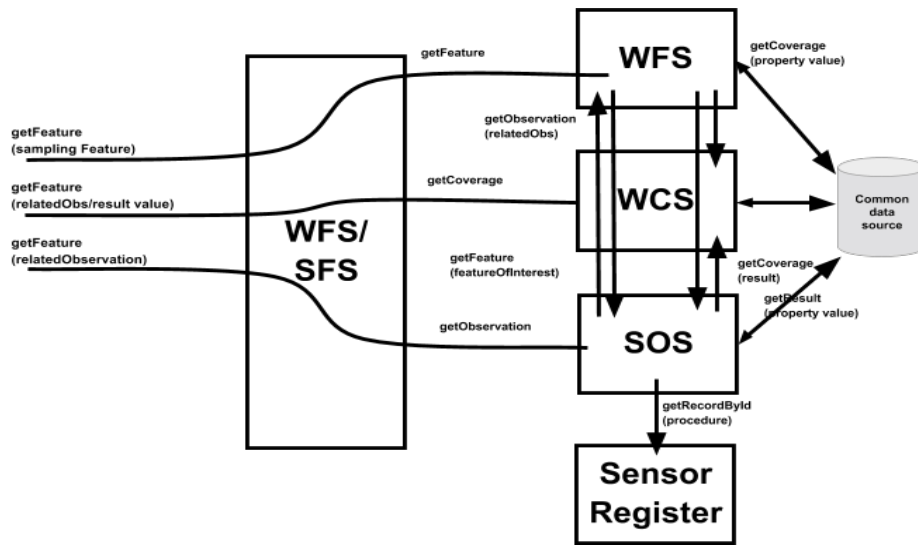 getFeature
WFS
getCoverage
(property value)
getObservation
(relatedObs)
getFeature
(sampling Feature)
getFeature
(relatedObs/result value)
getCoverage
WCS
Common
data
source
WFS/
SFS
getFeature
(relatedObservation)
getFeature
(featureOfInterest)
getCoverage
(result)
getResult
(property value)
getObservation
SOS
getRecordById
(procedure)
Sensor
Register